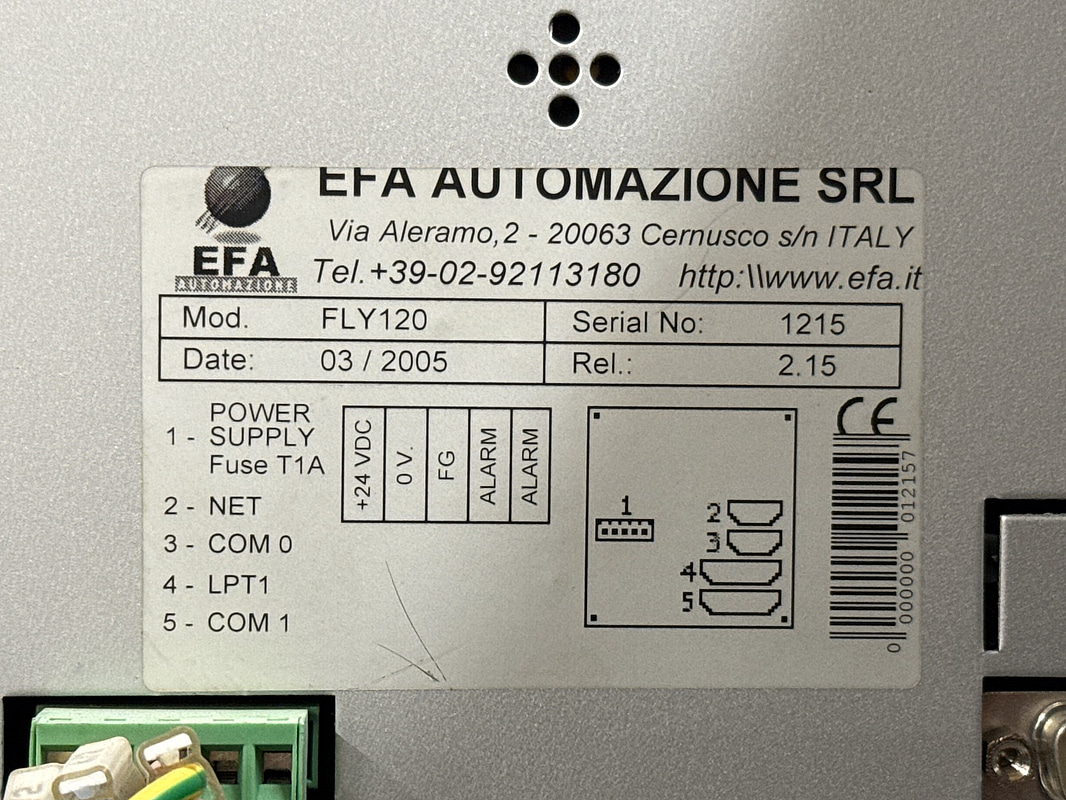 EFA AUTOMAZIONE SRL
Via Aleramo,2 - 20063 Cernusco s/n ITALY
EFA
AUTOMAZIONE
Tel.+39-02-92113180 http:\\www.efa.it
Mod. FLY120 Serial No: 1215
Date: 03 / 2005 Rel.: 2.15
POWER
1 - SUPPLY
Fuse T1A
+24 VDC
0 V.
FG
ALARM
ALARM
2 - NET
3 - COM 0
4 - LPT1
5 - COM 1
1
2
3
4
5
CE
0 000000 012157
2